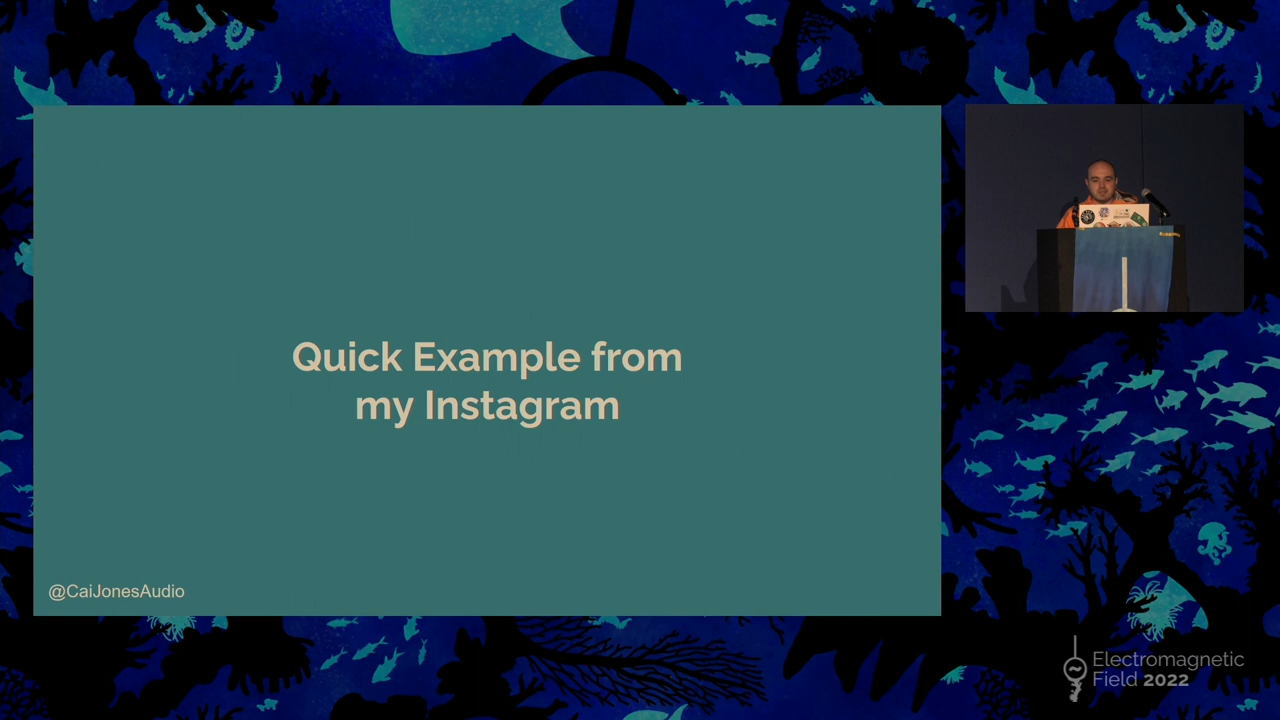 Quick Example from
my Instagram
@CaiJonesAudio
Electromagnetic
Field 2022